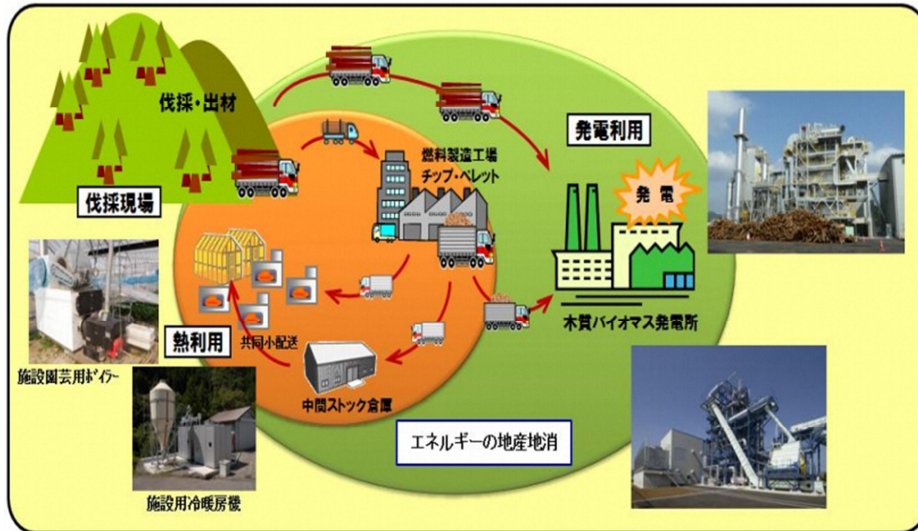 伐採・出材
伐採現場
燃料製造工場
チップ・ペレット
発電利用
発電
木質バイオマス発電所
熱利用
共同小配送
中間ストック倉庫
施設園芸用ボイラー
施設用冷暖房機
エネルギーの地産地消